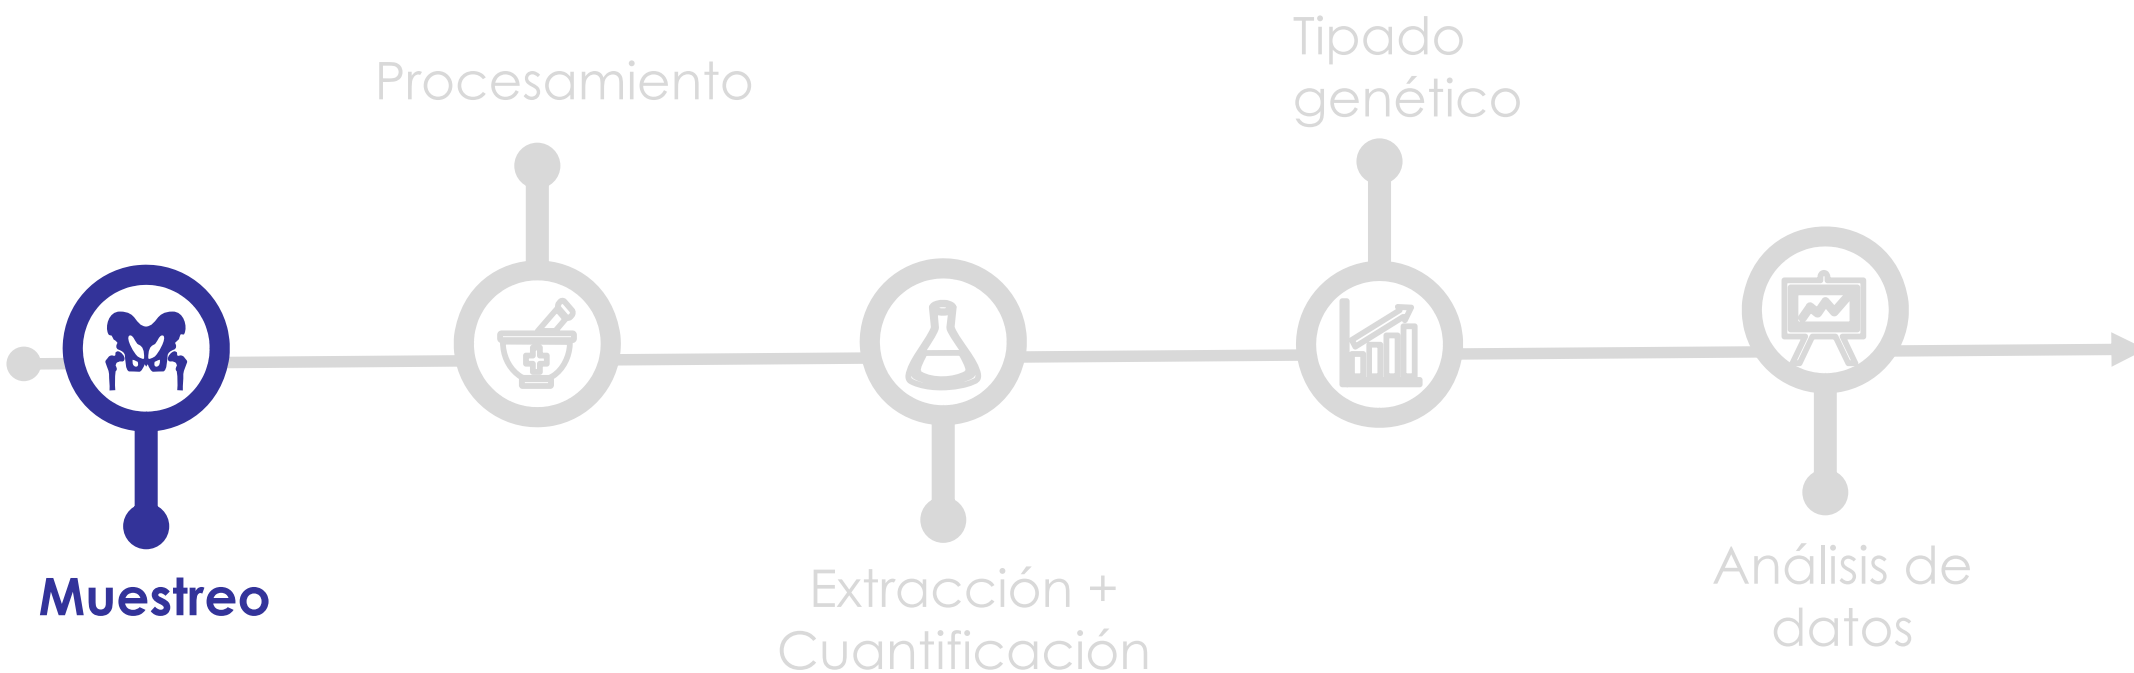 Muestreo
Procesamiento
Extracción +
Cuantificación
Tipado
genético
Análisis de
datos